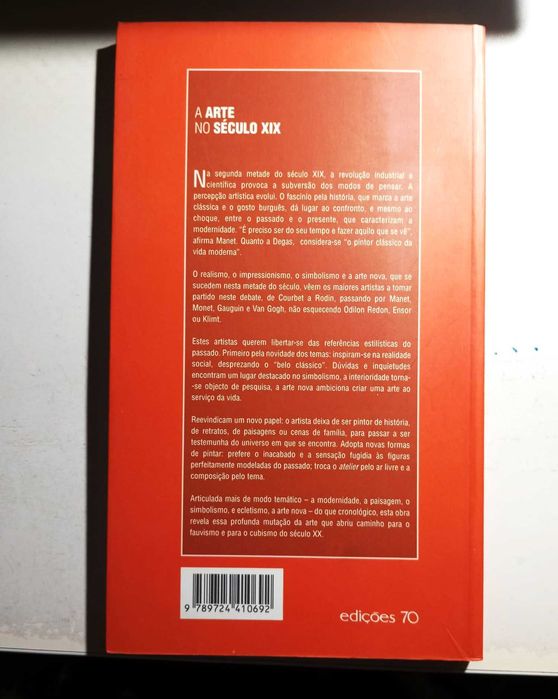 A ARTE
NO SÉCULO XIX
Na segunda metade do século XIX, a revolução industrial e
científica provoca a subversão dos modos de pensar. A
percepção artística evolui. O fascínio pela história, que marca a arte
clássica e o gosto burguês, dá lugar ao confronto, e mesmo ao
choque, entre o passado e o presente, que caracterizam a
modernidade. "É preciso ser do seu tempo e fazer aquilo que se vê",
afirma Manet. Quanto a Degas, considera-se "o pintor clássico da
vida moderna".
O realismo, o impressionismo, o simbolismo e a arte nova, que se
sucedem nesta metade do século, vêem os maiores artistas a tomar
partido neste debate, de Courbet a Rodin, passando por Manet,
Monet, Gauguin e Van Gogh, não esquecendo Odilon Redon, Ensor
ou Klimt.
Estes artistas querem libertar-se das referências estilísticas do
passado. Primeiro pela novidade dos temas: inspiram-se na realidade
social, desprezando o "belo clássico". Dúvidas e inquietudes
encontram um lugar destacado no simbolismo, a interioridade torna-
-se objecto de pesquisa, a arte nova ambiciona criar uma arte ao
serviço da vida.
Reevindicam um novo papel: o artista deixa de ser pintor de história,
de retratos, de paisagens ou cenas de família, para passar a ser
testemunha do universo em que se encontra. Adopta novas formas
de pintar: prefere o inacabado e a sensação fugidia às figuras
perfeitamente modeladas do passado; troca o atelier pelo ar livre e a
composição pelo tema.
Articulada mais de modo temático – a modernidade, a paisagem, o
simbolismo, e ecletismo, a arte nova – do que cronológico, esta obra
revela essa profunda mutação da arte que abriu caminho para o
fauvismo e para o cubismo do século XX.
9 789724 410692
edições 70